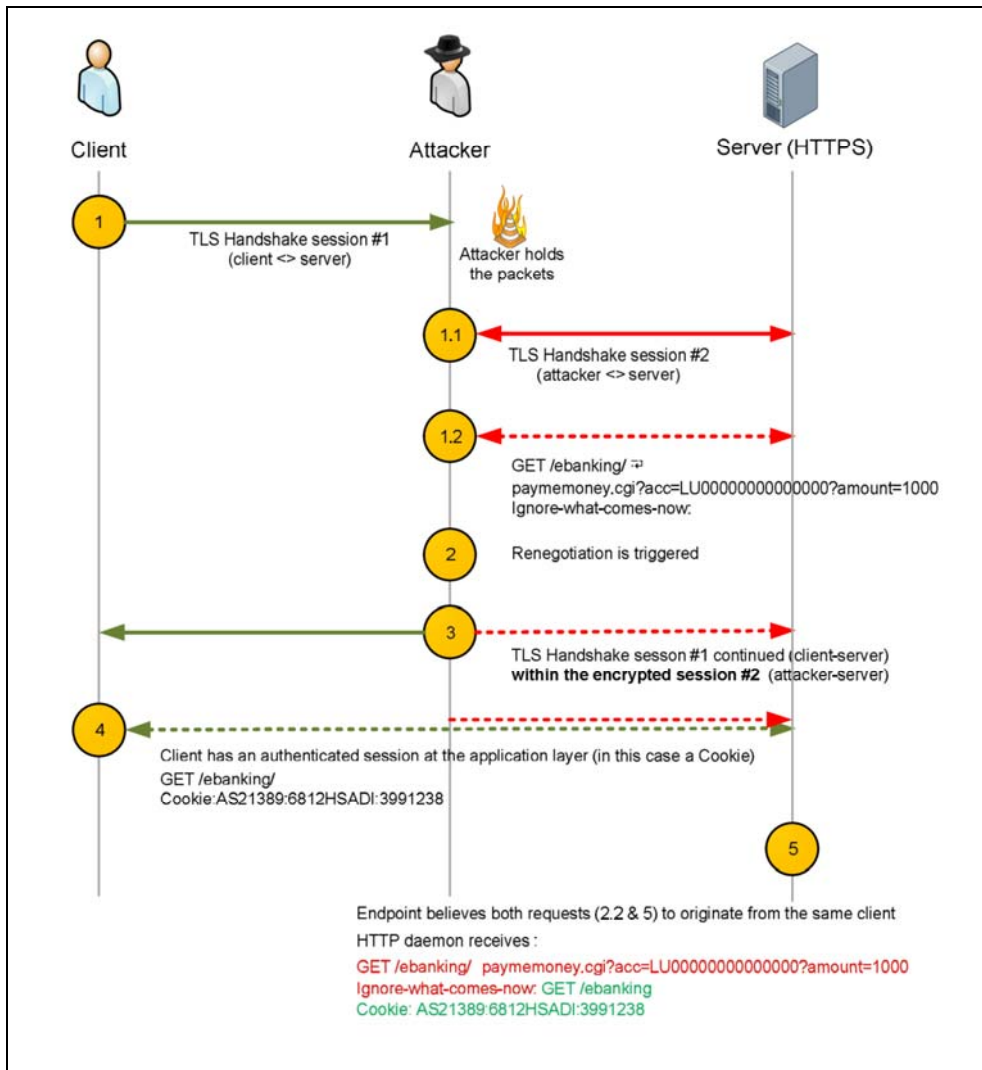 Client
Attacker
Server (HTTPS)
1
TLS Handshake session #1
(client <> server)
Attacker holds
the packets
1.1
TLS Handshake session #2
(attacker <> server)
1.2
GET /ebanking/
paymemoney.cgi?acc=LU00000000000000?amount=1000
Ignore-what-comes-now:
2
Renegotiation is triggered
3
TLS Handshake sesson #1 continued (client-server)
within the encrypted session #2 (attacker-server)
4
Client has an authenticated session at the application layer (in this case a Cookie)
GET /ebanking/
Cookie:AS21389:6812HSADI:3991238
5
Endpoint believes both requests (2.2 & 5) to originate from the same client
HTTP daemon receives :
GET /ebanking/ paymemoney.cgi?acc=LU00000000000000?amount=1000
Ignore-what-comes-now: GET /ebanking
Cookie: AS21389:6812HSADI:3991238